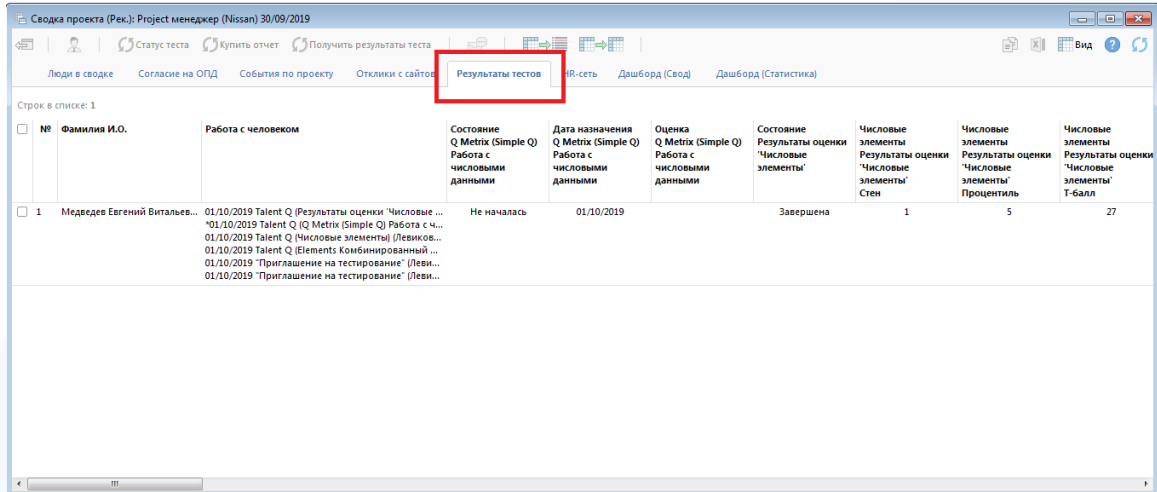 Сводка проекта (Рек.): Project менеджер (Nissan) 30/09/2019
Статус теста Купить отчет Получить результаты теста Вид
Люди в сводке Согласие на ОПД События по проекту Отклики с сайтов Результаты тестов HR-сеть Дашборд (Свод) Дашборд (Статистика)
Строк в списке: 1
№ Фамилия И.О. Работа с человеком
Состояние
Q Metrix (Simple Q)
Работа с
числовыми
данными
Дата назначения
Q Metrix (Simple Q)
Работа с
числовыми
данными
Оценка
Q Metrix (Simple Q)
Работа с
числовыми
данными
Состояние
Результаты оценки
'Числовые
элементы'
Числовые
элементы
Результаты оценки
'Числовые
элементы'
Стен
Числовые
элементы
Результаты оценки
'Числовые
элементы'
Процентиль
Числовые
элементы
Результаты оценки
'Числовые
элементы'
Т-балл
1 Медведев Евгений Витальев... 01/10/2019 Talent Q (Результаты оценки 'Числовые ... Не началась 01/10/2019 Завершена 1 5 27
*01/10/2019 Talent Q (Q Metrix (Simple Q) Работа с ч...
01/10/2019 Talent Q (Числовые элементы) (Левиков...
01/10/2019 Talent Q (Elements Комбинированный ...
01/10/2019 "Приглашение на тестирование" (Леви...
01/10/2019 "Приглашение на тестирование" (Леви...